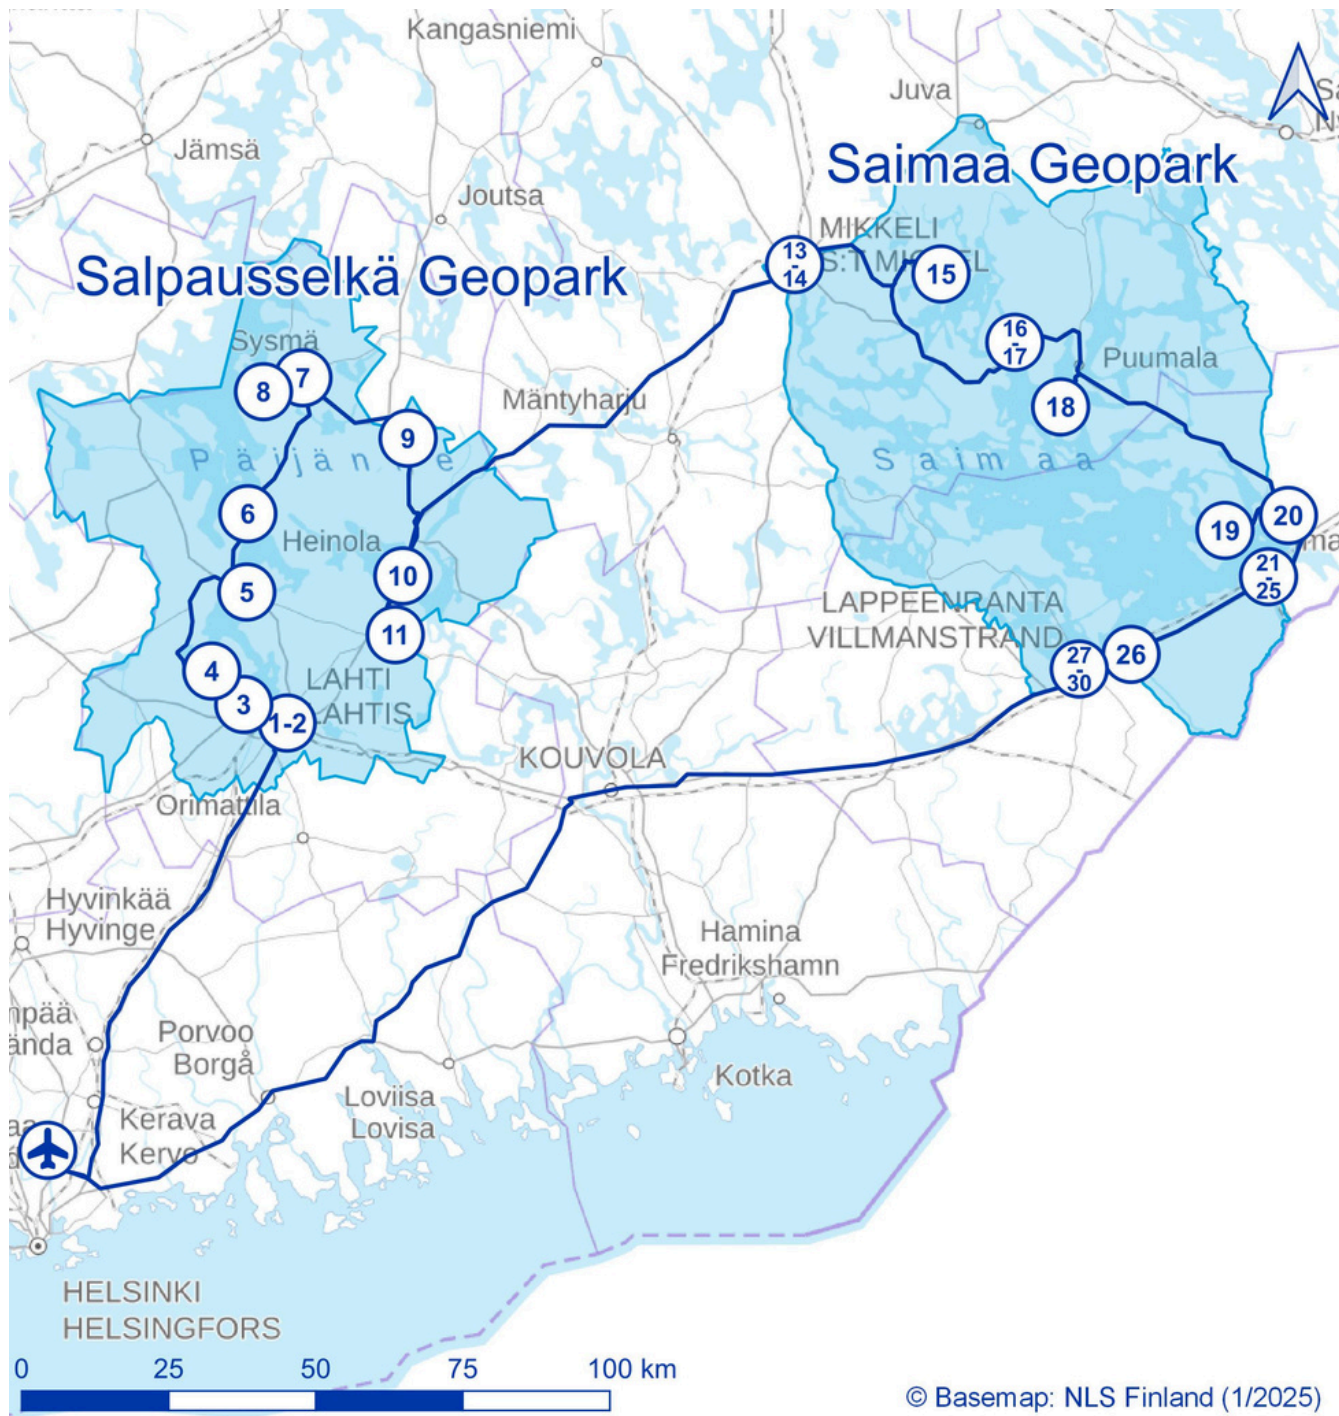 Kangasniemi
Juva
Jämsä
Saimaa Geopark
Joutsa
MIKKELI
S:T MICHEL
13
-
14
15
Salpausselkä Geopark
Sysmä
16
-
17
Puumala
7
8
Mäntyharju
18
9
Päijänne
Saimaa
6
20
19
Heinola
10
21
-
25
5
LAPPEENRANTA
VILLMANSTRAND
11
26
4
27
-
30
LAHTI
LAHTIS
3
1-2
KOUVOLA
Orimattila
Hyvinkää
Hyvinge
Hamina
Fredrikshamn
Porvoo
Borgå
Kotka
Loviisa
Lovisa
Kerava
Kervo
HELSINKI
HELSINGFORS
0 25 50 75 100 km
© Basemap: NLS Finland (1/2025)